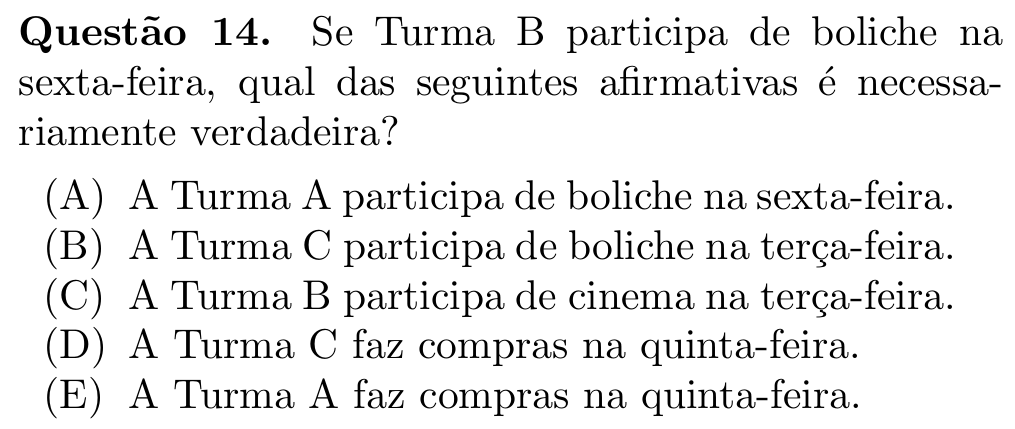 Questão 14. Se Turma B participa de boliche na
sexta-feira, qual das seguintes afirmativas é necessa-
riamente verdadeira?
(A) A Turma A participa de boliche na sexta-feira.
(B) A Turma C participa de boliche na terça-feira.
(C) A Turma B participa de cinema na terça-feira.
(D) A Turma C faz compras na quinta-feira.
(E) A Turma A faz compras na quinta-feira.